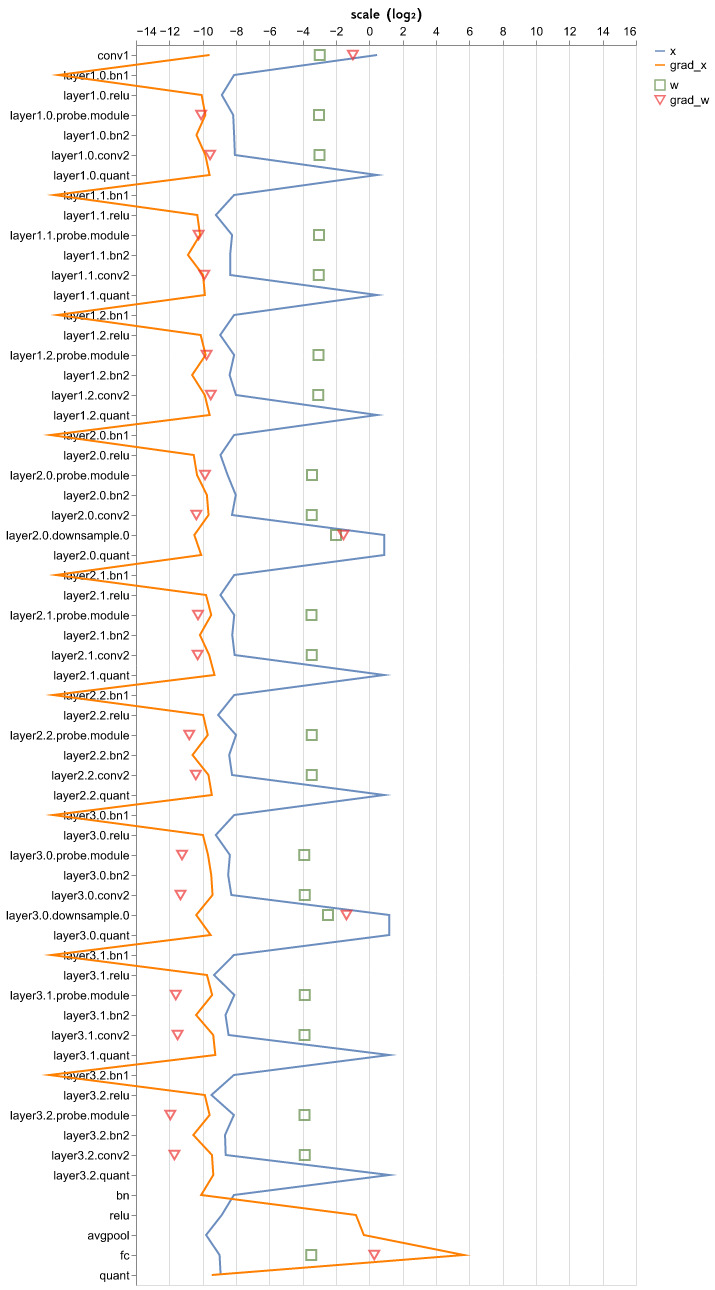 scale (log₂)
−14 −12 −10 −8 −6 −4 −2 0 2 4 6 8 10 12 14 16
x
grad_x
w
grad_w
conv1
layer1.0.bn1
layer1.0.relu
layer1.0.probe.module
layer1.0.bn2
layer1.0.conv2
layer1.0.quant
layer1.1.bn1
layer1.1.relu
layer1.1.probe.module
layer1.1.bn2
layer1.1.conv2
layer1.1.quant
layer1.2.bn1
layer1.2.relu
layer1.2.probe.module
layer1.2.bn2
layer1.2.conv2
layer1.2.quant
layer2.0.bn1
layer2.0.relu
layer2.0.probe.module
layer2.0.bn2
layer2.0.conv2
layer2.0.downsample.0
layer2.0.quant
layer2.1.bn1
layer2.1.relu
layer2.1.probe.module
layer2.1.bn2
layer2.1.conv2
layer2.1.quant
layer2.2.bn1
layer2.2.relu
layer2.2.probe.module
layer2.2.bn2
layer2.2.conv2
layer2.2.quant
layer3.0.bn1
layer3.0.relu
layer3.0.probe.module
layer3.0.bn2
layer3.0.conv2
layer3.0.downsample.0
layer3.0.quant
layer3.1.bn1
layer3.1.relu
layer3.1.probe.module
layer3.1.bn2
layer3.1.conv2
layer3.1.quant
layer3.2.bn1
layer3.2.relu
layer3.2.probe.module
layer3.2.bn2
layer3.2.conv2
layer3.2.quant
bn
relu
avgpool
fc
quant